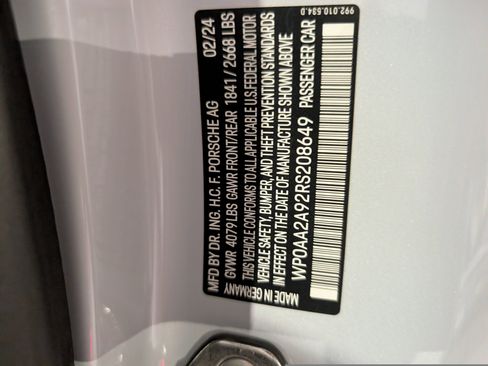 992.010.534.D
MFD BY DR. ING. H.C. F. PORSCHE AG 02/24
GVWR 4079 LBS GAWR FRONT/REAR 1841 / 2668 LBS
THIS VEHICLE CONFORMS TO ALL APPLICABLE U.S. FEDERAL MOTOR
VEHICLE SAFETY, BUMPER, AND THEFT PREVENTION STANDARDS
IN EFFECT ON THE DATE OF MANUFACTURE SHOWN ABOVE
WP0AA2A92RS208649 PASSENGER CAR
MADE IN GERMANY